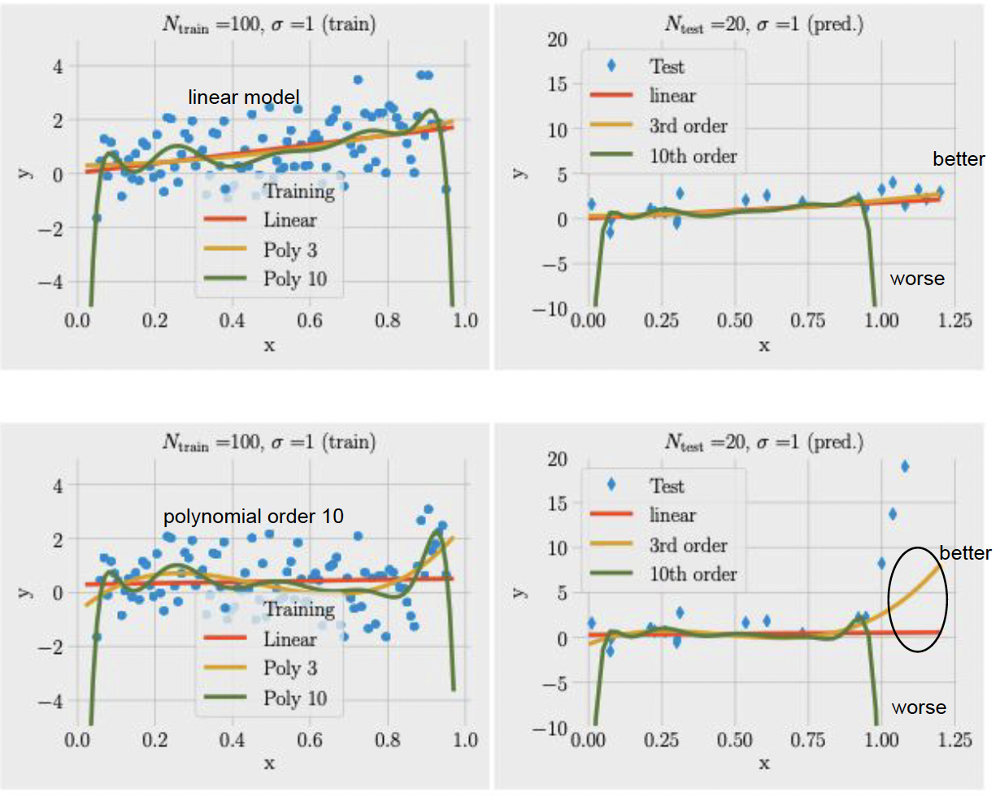 N_train =100, σ =1 (train)
4
2
0
−2
−4
y
linear model
Training
Linear
Poly 3
Poly 10
0.0 0.2 0.4 0.6 0.8 1.0
x
N_test =20, σ =1 (pred.)
20
15
10
5
0
−5
−10
y
Test
linear
3rd order
10th order
better
worse
0.00 0.25 0.50 0.75 1.00 1.25
x
N_train =100, σ =1 (train)
4
2
0
−2
−4
y
polynomial order 10
Training
Linear
Poly 3
Poly 10
0.0 0.2 0.4 0.6 0.8 1.0
x
N_test =20, σ =1 (pred.)
20
15
10
5
0
−5
−10
y
Test
linear
3rd order
10th order
better
worse
0.00 0.25 0.50 0.75 1.00 1.25
x